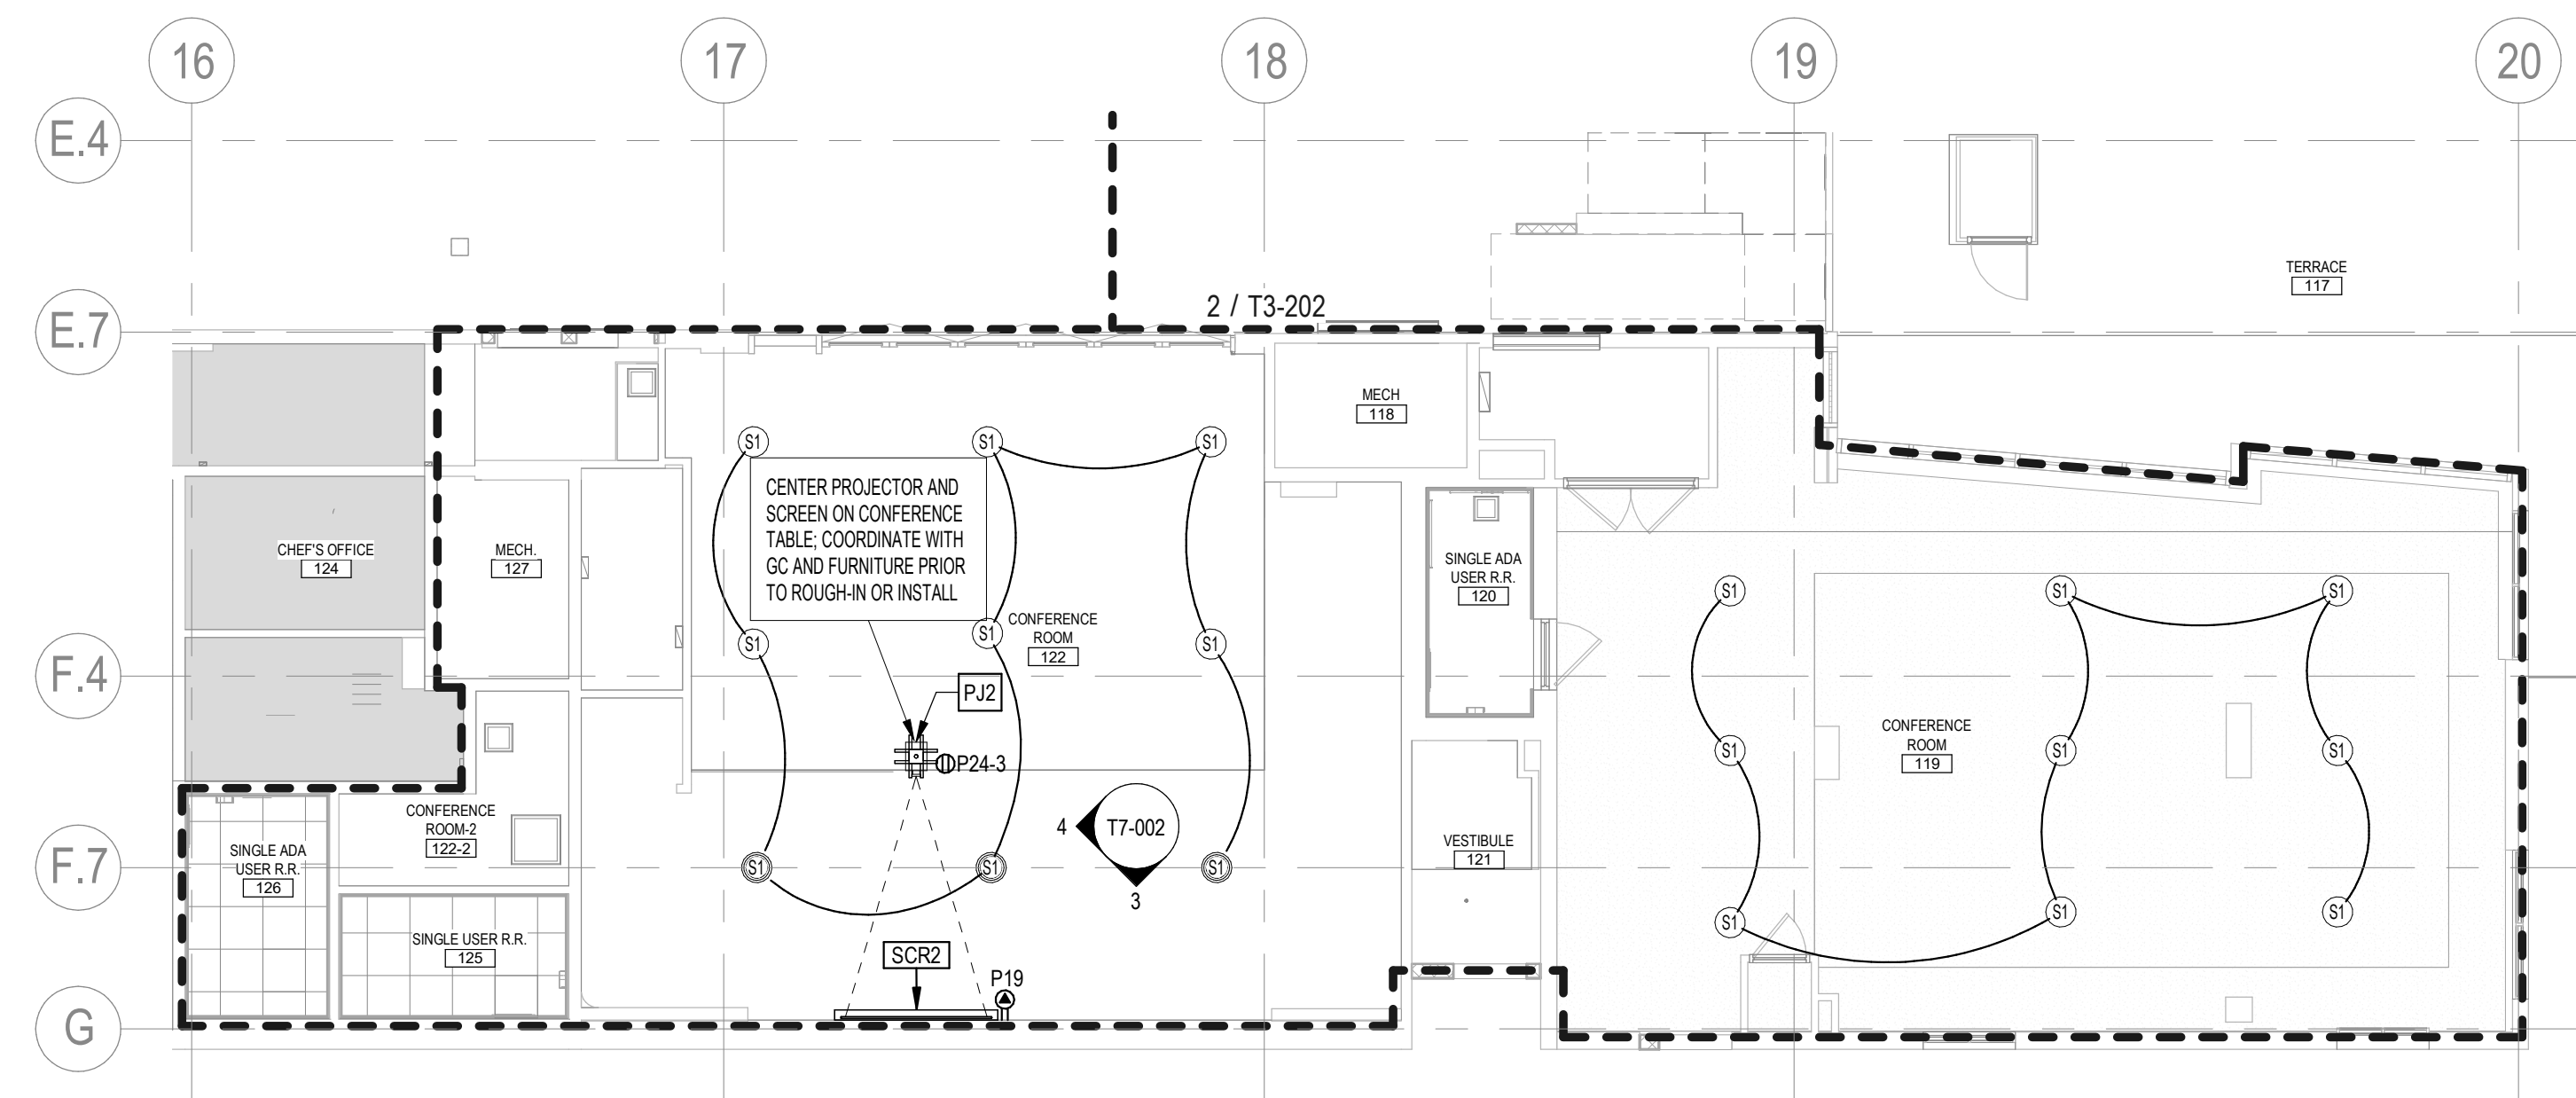 16
17
18
19
20
E.4
E.7
F.4
F.7
G
2 / T3-202
TERRACE
117
MECH
118
S1
S1
S1
CENTER PROJECTOR AND
SCREEN ON CONFERENCE
TABLE; COORDINATE WITH
GC AND FURNITURE PRIOR
TO ROUGH-IN OR INSTALL
CHEF'S OFFICE
124
MECH.
127
SINGLE ADA
USER R.R.
120
S1
S1
S1
S1
S1
S1
CONFERENCE
ROOM
122
PJ2
P24-3
CONFERENCE
ROOM
119
S1
S1
S1
CONFERENCE
ROOM-2
122-2
4
T7-002
3
VESTIBULE
121
SINGLE ADA
USER R.R.
126
S1
S1
S1
S1
S1
S1
SINGLE USER R.R.
125
SCR2
P19